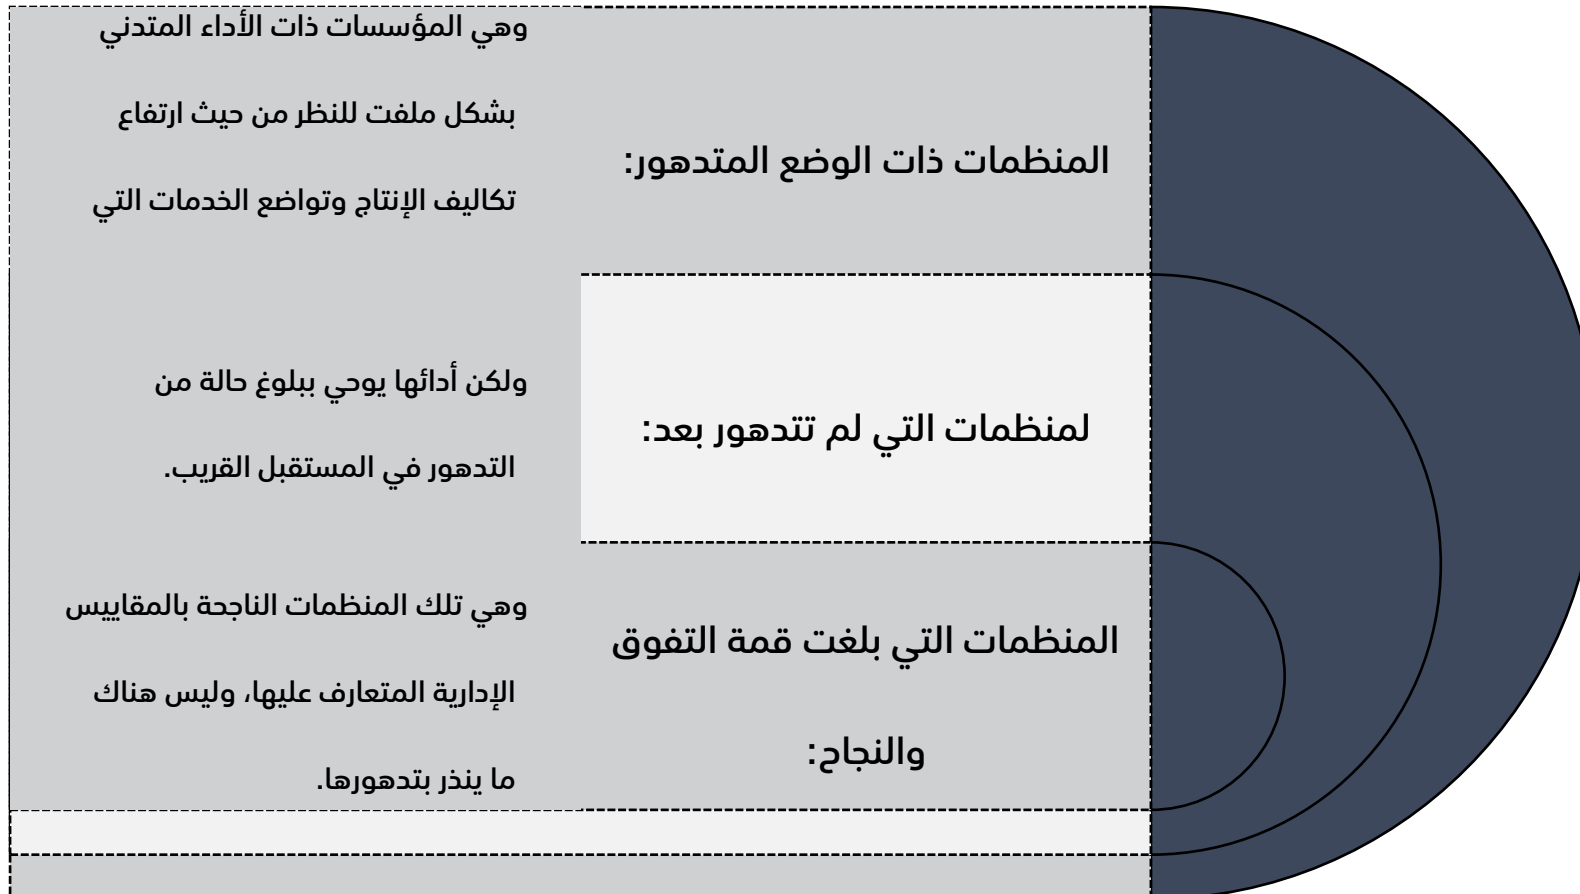 المنظمات ذات الوضع المتدهور:
وهي المؤسسات ذات الأداء المتدني
بشكل ملفت للنظر من حيث ارتفاع
تكاليف الإنتاج وتواضع الخدمات التي
لمنظمات التي لم تتدهور بعد:
ولكن أدائها يوحي ببلوغ حالة من
التدهور في المستقبل القريب.
المنظمات التي بلغت قمة التفوق
والنجاح:
وهي تلك المنظمات الناجحة بالمقاييس
الإدارية المتعارف عليها، وليس هناك
ما ينذر بتدهورها.